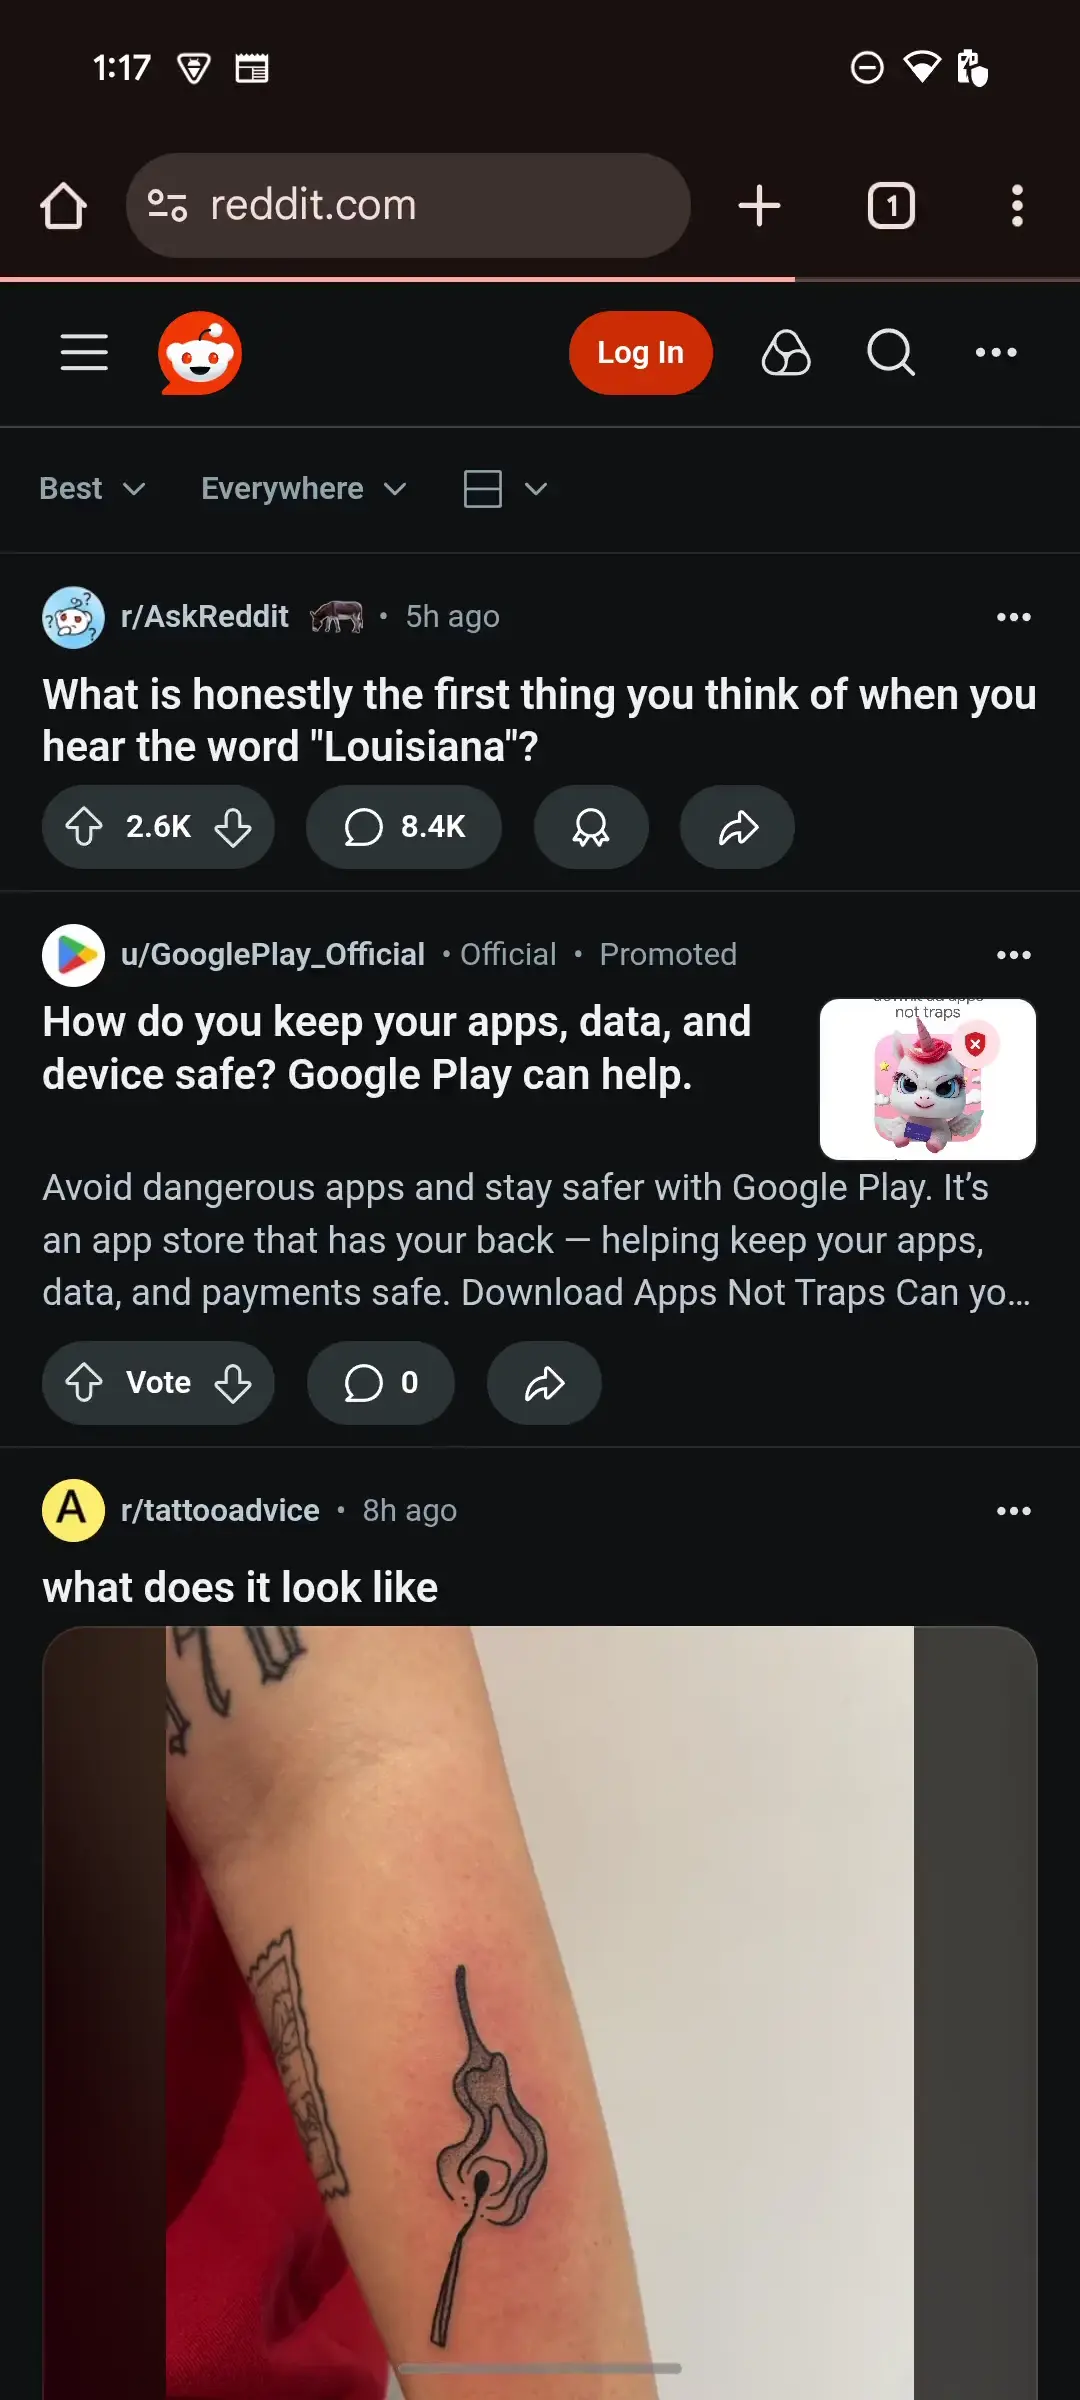 1:17
reddit.com
1
Log In
Best
Everywhere
r/AskReddit • 5h ago
What is honestly the first thing you think of when you
hear the word "Louisiana"?
2.6K
8.4K
u/GooglePlay_Official • Official • Promoted
How do you keep your apps, data, and
device safe? Google Play can help.
not traps
Avoid dangerous apps and stay safer with Google Play. It’s
an app store that has your back — helping keep your apps,
data, and payments safe. Download Apps Not Traps Can yo…
Vote
0
A
r/tattooadvice • 8h ago
what does it look like